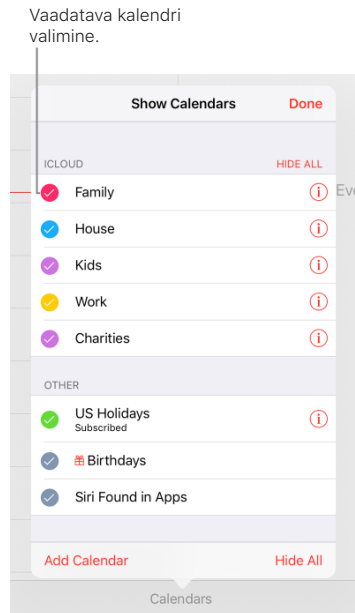 Vaadatava kalendri
valimine.
Show Calendars Done
ICLOUD HIDE ALL
Family
Eve
House
Kids
Work
Charities
OTHER
US Holidays
Subscribed
Birthdays
Siri Found in Apps
Add Calendar Hide All
Calendars